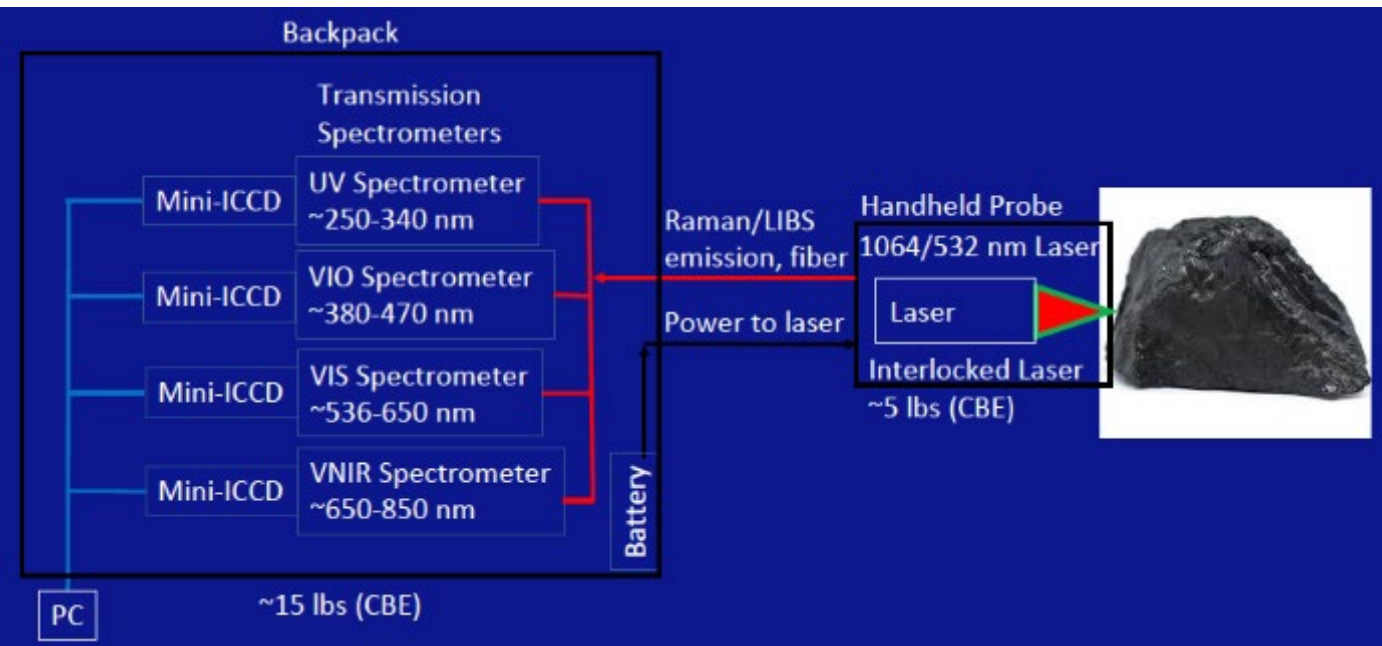 Backpack
Transmission
Spectrometers
Mini-ICCD
UV Spectrometer
~250-340 nm
Mini-ICCD
VIO Spectrometer
~380-470 nm
Mini-ICCD
VIS Spectrometer
~536-650 nm
Mini-ICCD
VNIR Spectrometer
~650-850 nm
Battery
PC
~15 lbs (CBE)
Raman/LIBS
emission, fiber
Power to laser
Handheld Probe
1064/532 nm Laser
Laser
Interlocked Laser
~5 lbs (CBE)